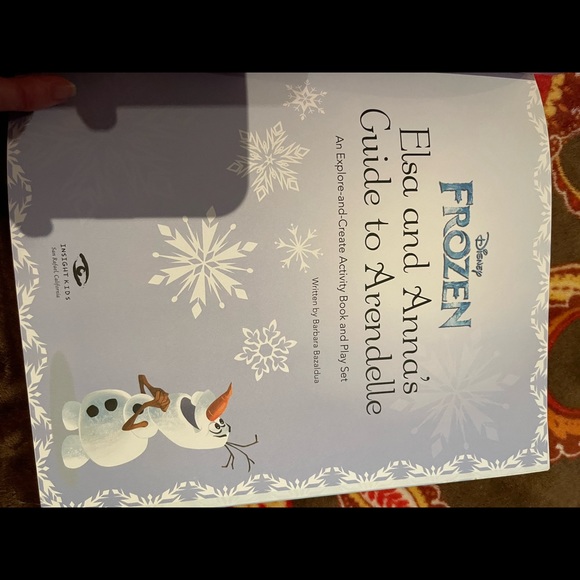 Disney
FROZEN
Elsa and Anna's
Guide to Arendelle
An Explore-and-Create Activity Book and Play Set
Written by Barbara Bazaldua
INSIGHT KIDS
San Rafael, California